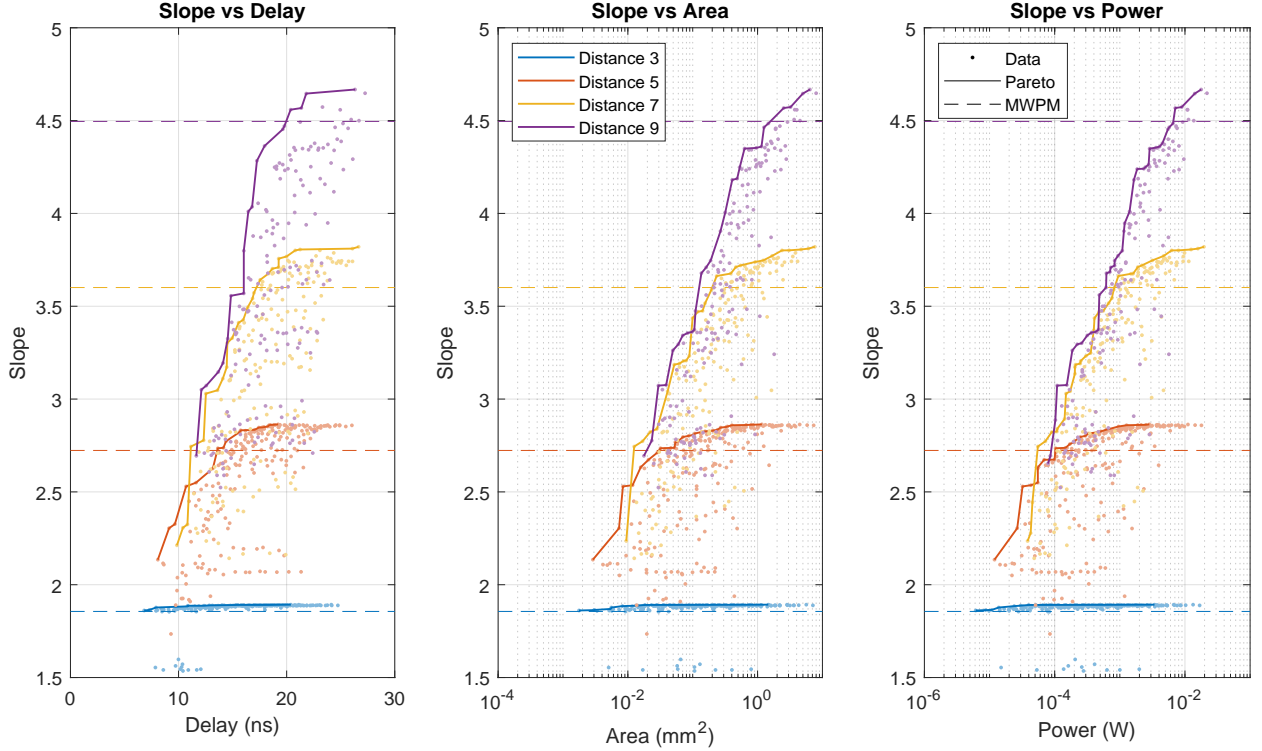 Slope vs Delay
5
4.5
4
3.5
3
2.5
2
1.5
0
10
20
30
Slope
Delay (ns)
Slope vs Area
Distance 3
Distance 5
Distance 7
Distance 9
5
4.5
4
3.5
3
2.5
2
1.5
10^-4
10^-2
10^0
Slope
Area (mm^2)
Slope vs Power
Data
Pareto
MWPM
5
4.5
4
3.5
3
2.5
2
1.5
10^-6
10^-4
10^-2
Slope
Power (W)